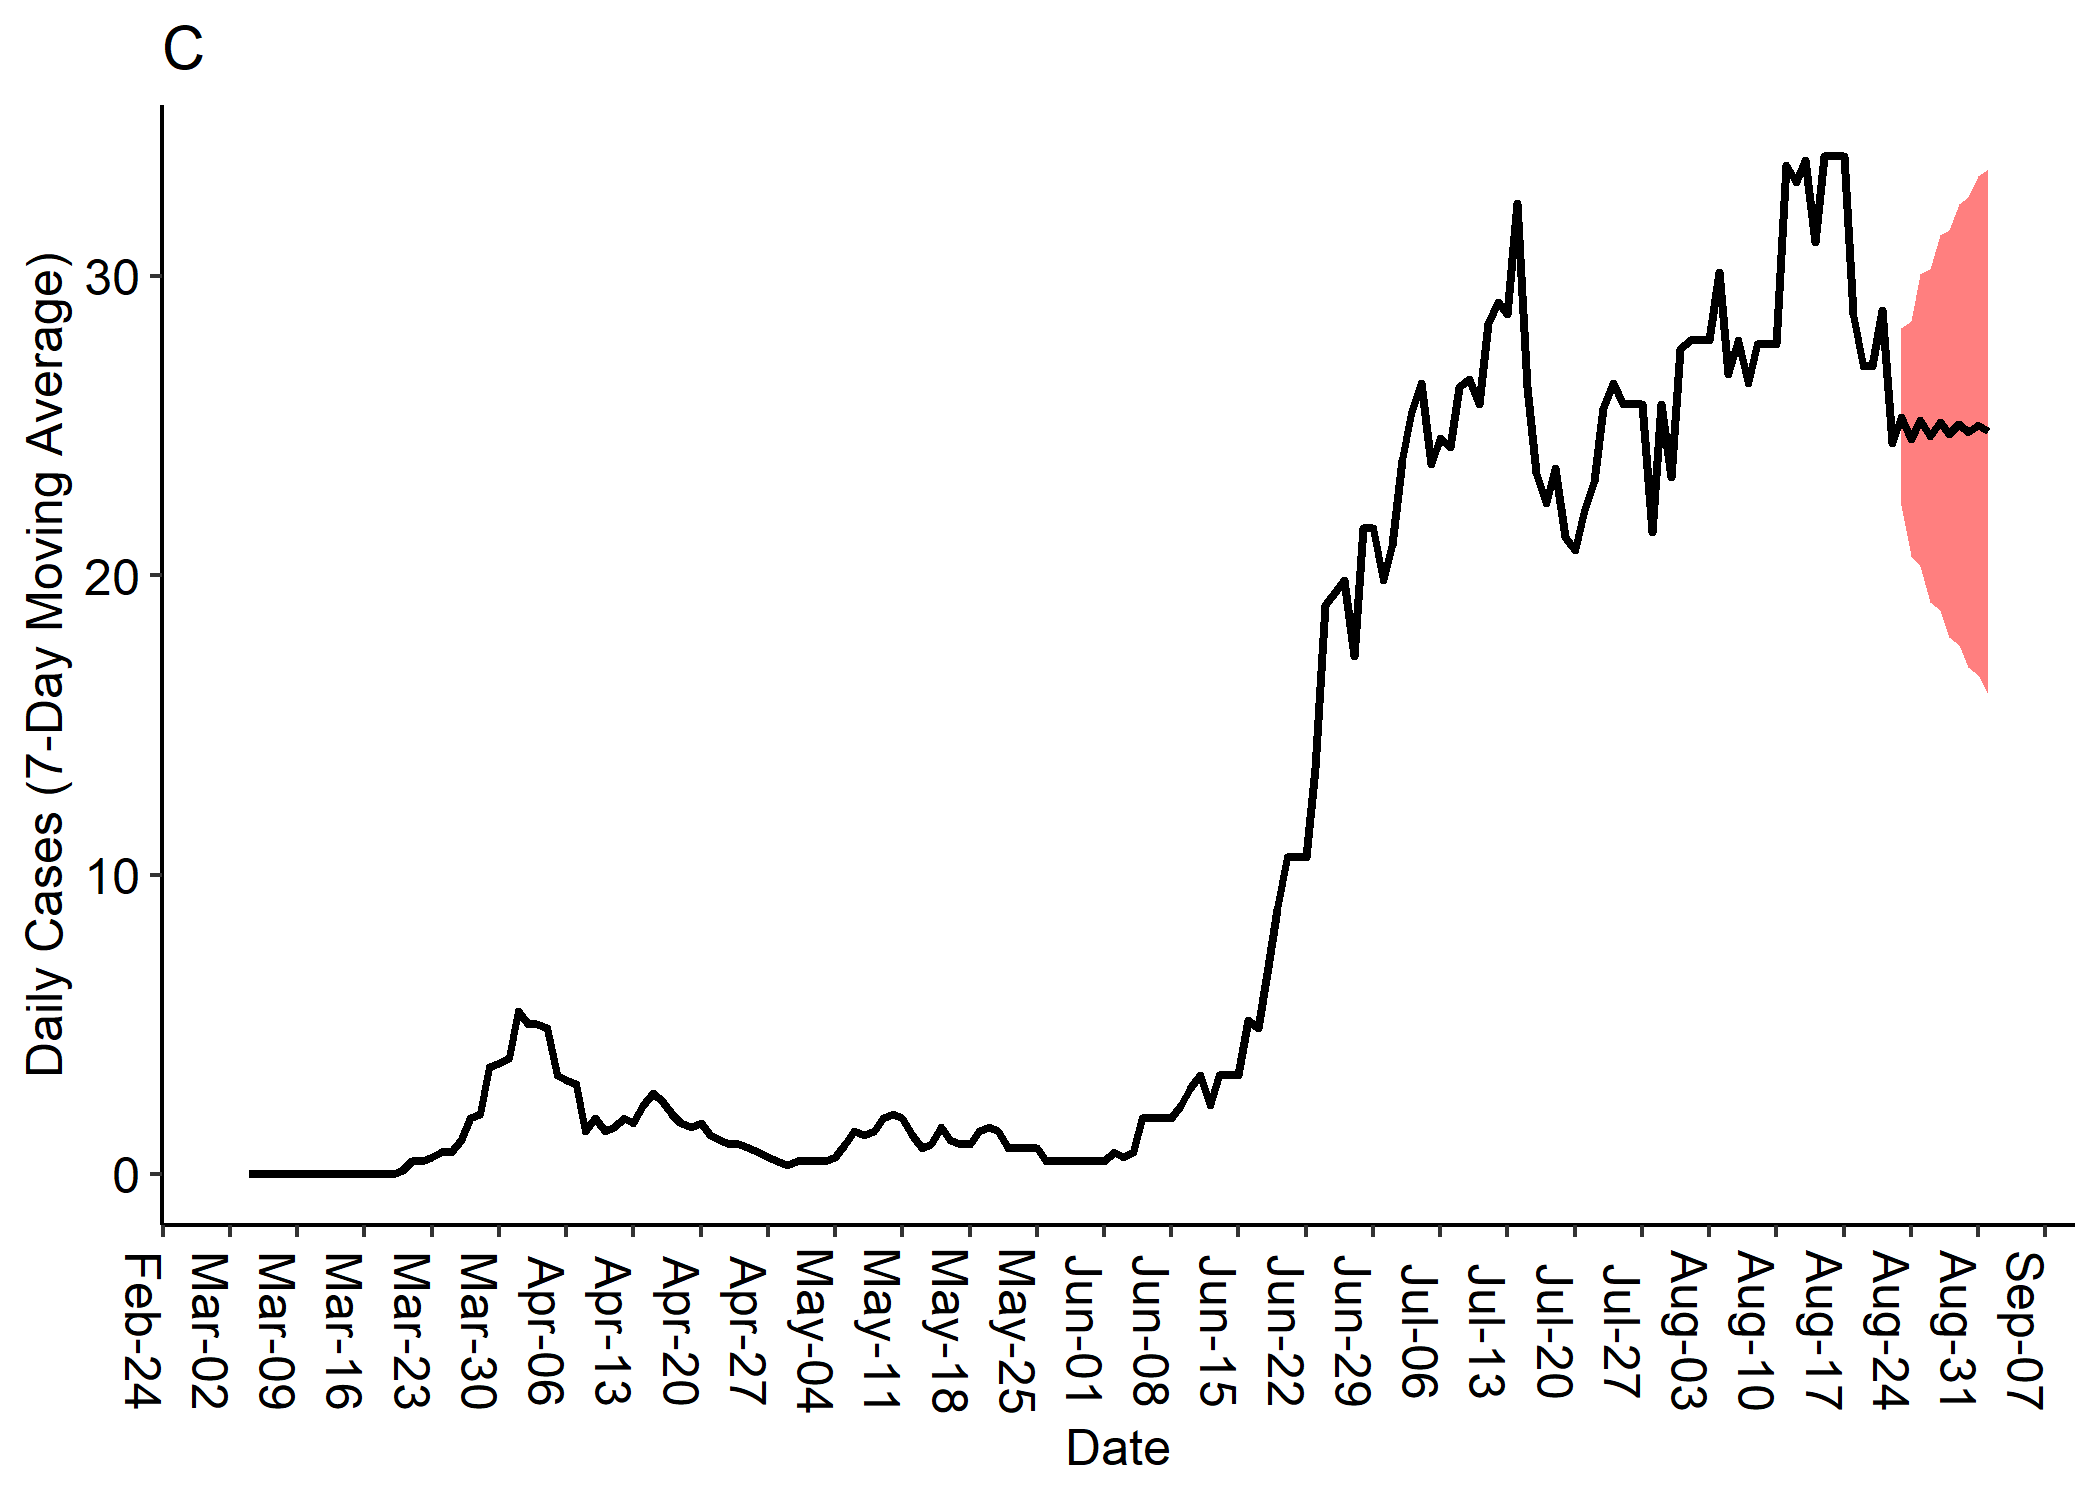 C
Daily Cases (7-Day Moving Average)
30
20
10
0
Feb-24
Mar-02
Mar-09
Mar-16
Mar-23
Mar-30
Apr-06
Apr-13
Apr-20
Apr-27
May-04
May-11
May-18
May-25
Jun-01
Jun-08
Jun-15
Jun-22
Jun-29
Jul-06
Jul-13
Jul-20
Jul-27
Aug-03
Aug-10
Aug-17
Aug-24
Aug-31
Sep-07
Date